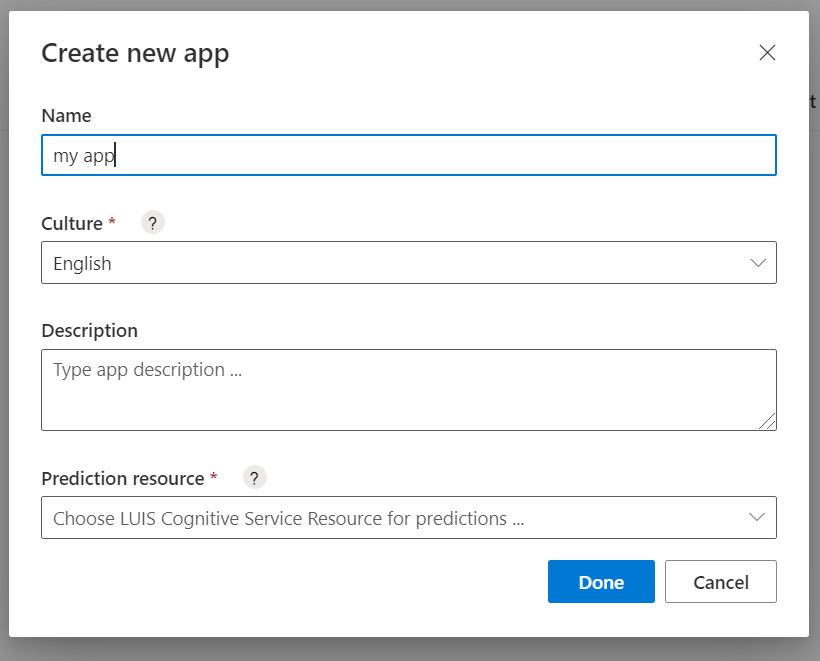 Create new app
t
Name
my app
Culture *
?
English
Description
Type app description ...
Prediction resource *
?
Choose LUIS Cognitive Service Resource for predictions ...
Done
Cancel